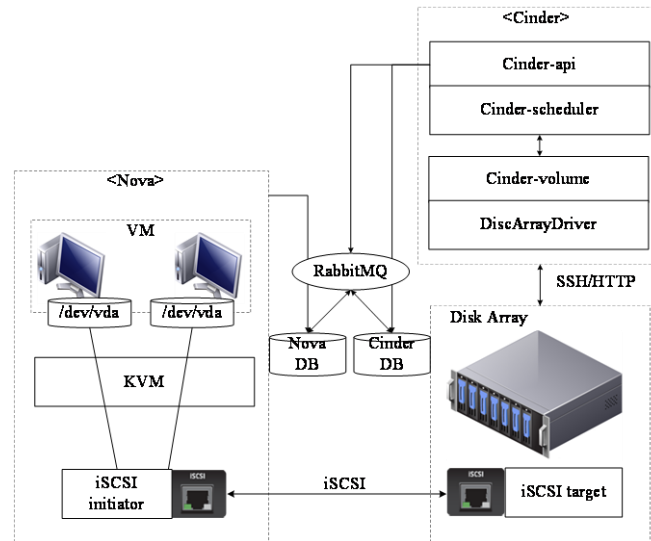 <Cinder>
Cinder-api
Cinder-scheduler
Cinder-volume
DiscArrayDriver
<Nova>
VM
/dev/vda
/dev/vda
KVM
iSCSI
initiator
iSCSI
RabbitMQ
Nova
DB
Cinder
DB
SSH/HTTP
Disk Array
iSCSI
iSCSI
iSCSI target